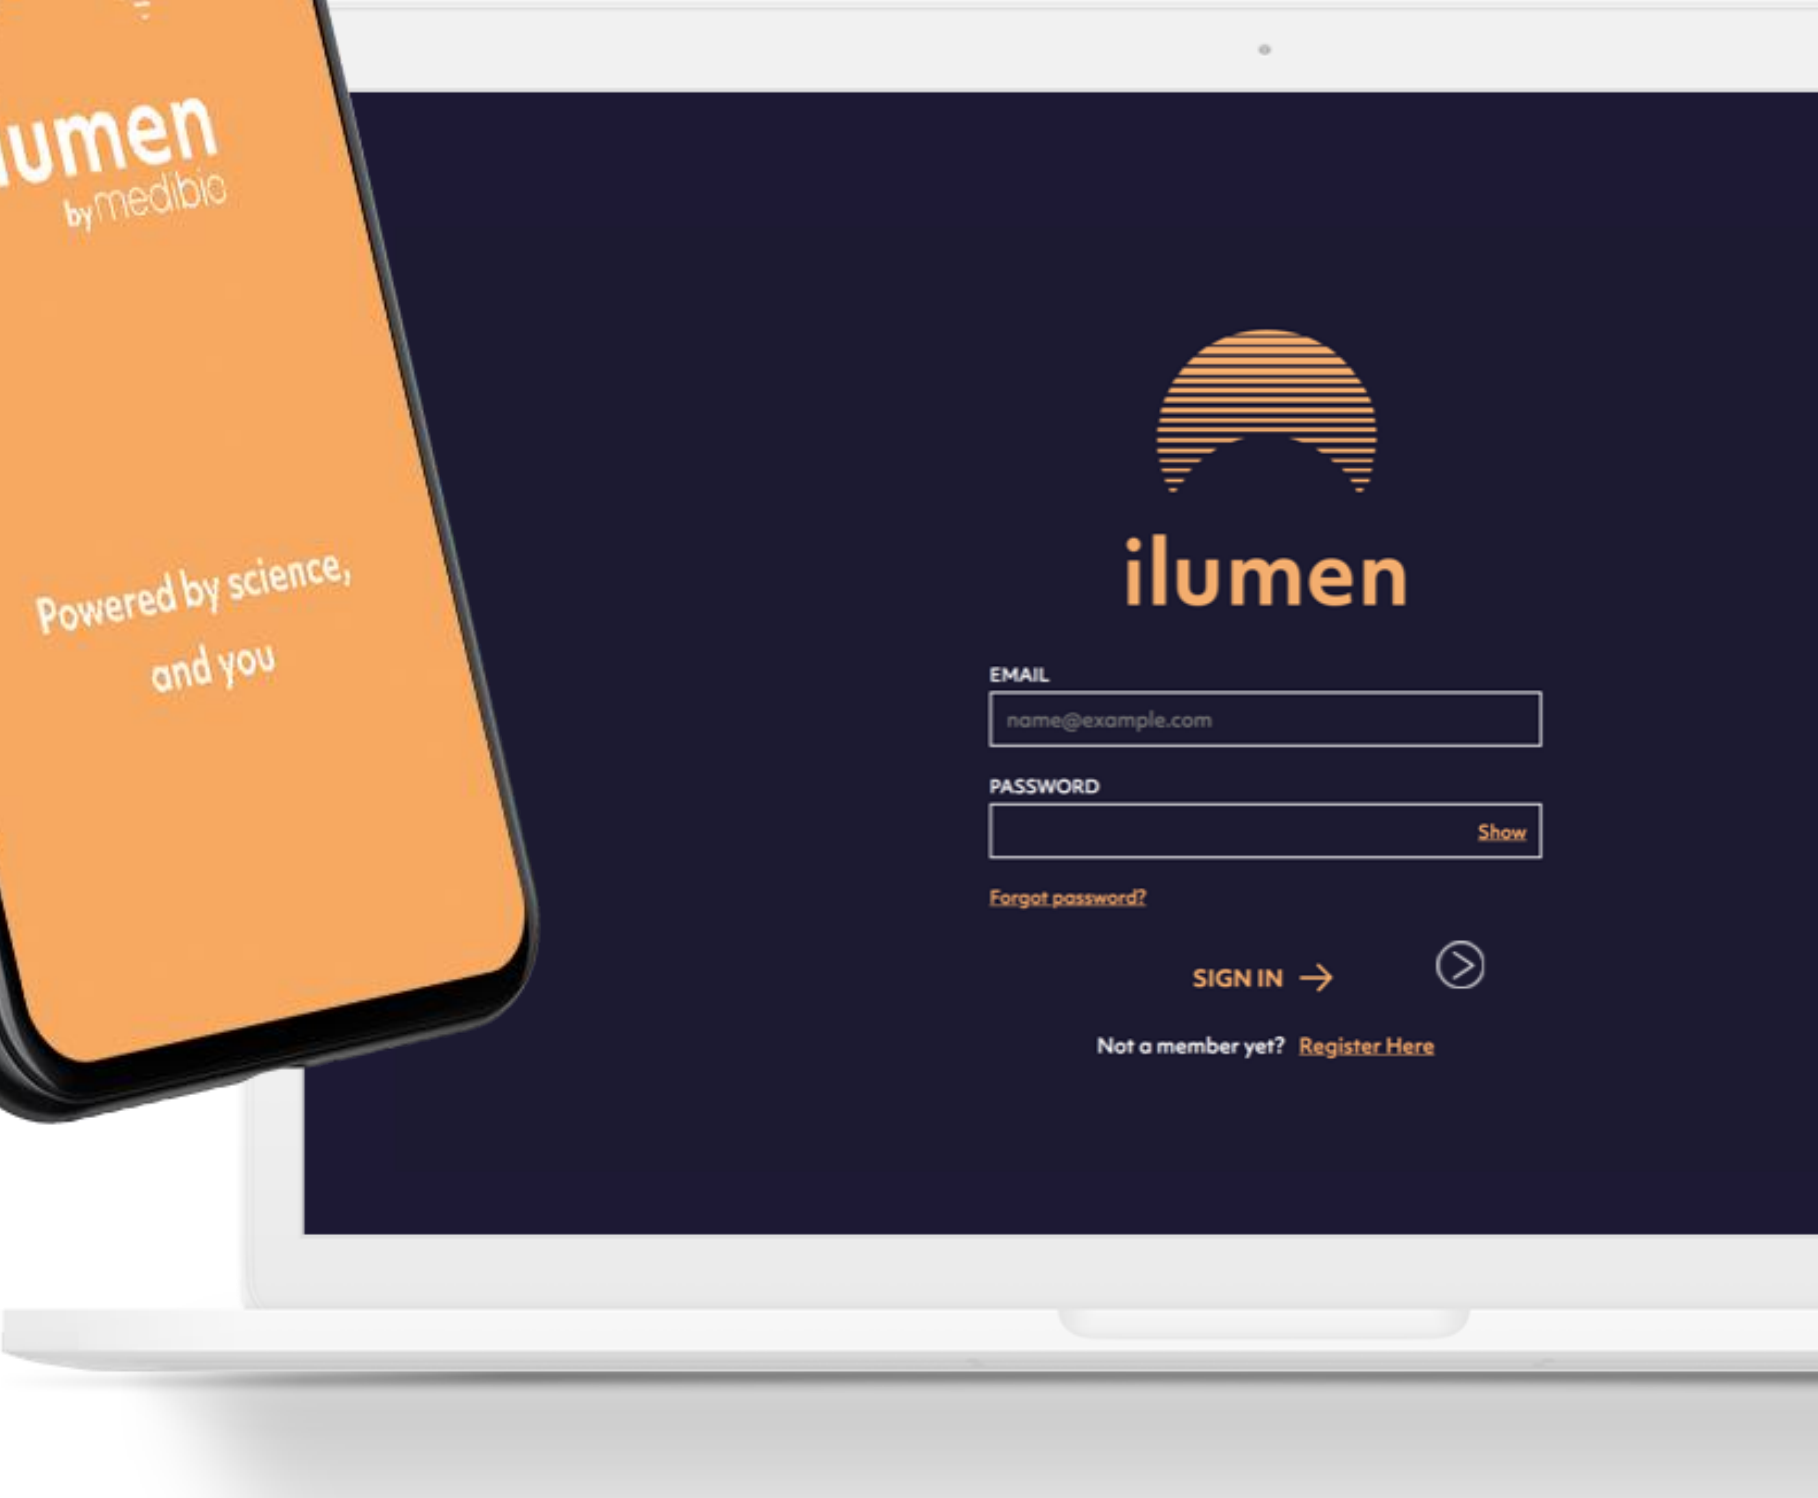 lumen
by medibio
Powered by science,
and you
ilumen
EMAIL
name@example.com
PASSWORD
Show
Forgot password?
SIGN IN →
Not a member yet? Register Here